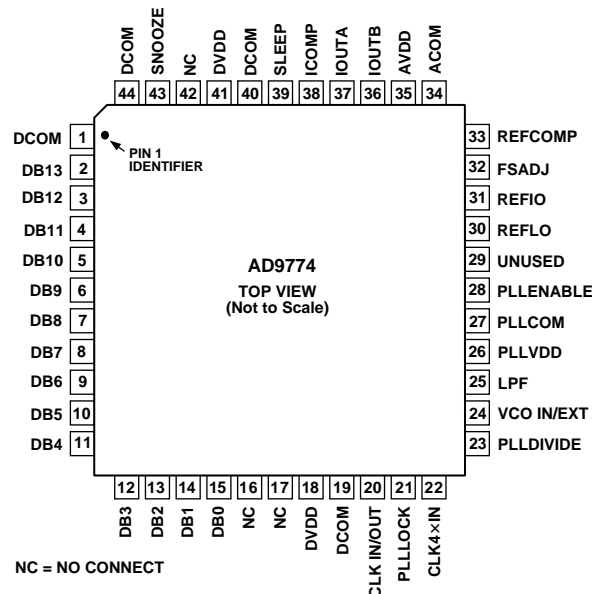 DCOM SNOOZE NC DVDD DCOM SLEEP ICOMP IOUTA IOUTB AVDD ACOM
44 43 42 41 40 39 38 37 36 35 34
DCOM 1
PIN 1
IDENTIFIER
DB13 2
DB12 3
DB11 4
DB10 5
DB9 6
DB8 7
DB7 8
DB6 9
DB5 10
DB4 11
AD9774
TOP VIEW
(Not to Scale)
33 REFCOMP
32 FSADJ
31 REFIO
30 REFLO
29 UNUSED
28 PLLENABLE
27 PLLCOM
26 PLLVDD
25 LPF
24 VCO IN/EXT
23 PLLDIVIDE
12 13 14 15 16 17 18 19 20 21 22
DB3 DB2 DB1 DB0 NC NC DVDD DCOM CLK IN/OUT PLLLOCK CLK4×IN
NC = NO CONNECT